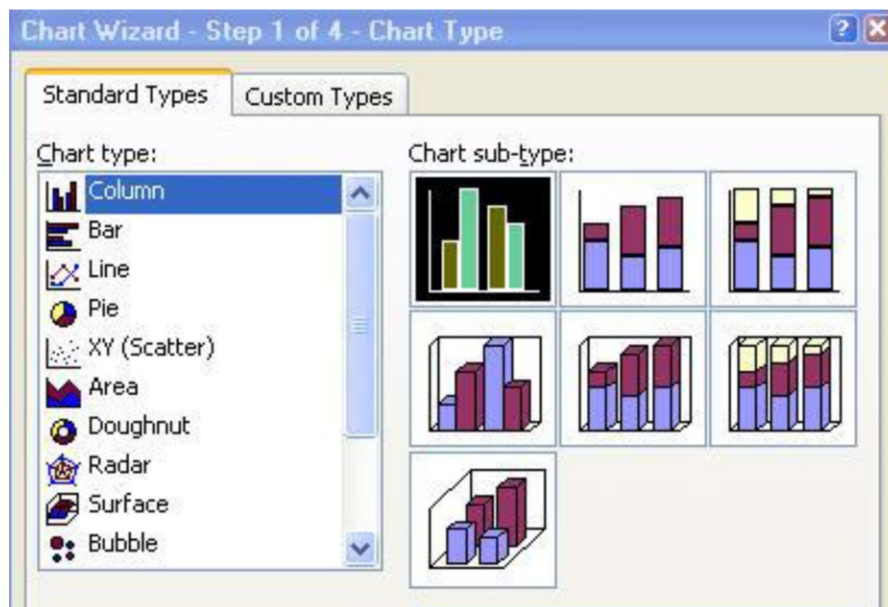 Chart Wizard - Step 1 of 4 - Chart Type
Standard Types
Custom Types
Chart type:
Chart sub-type:
Column
Bar
Line
Pie
XY (Scatter)
Area
Doughnut
Radar
Surface
Bubble